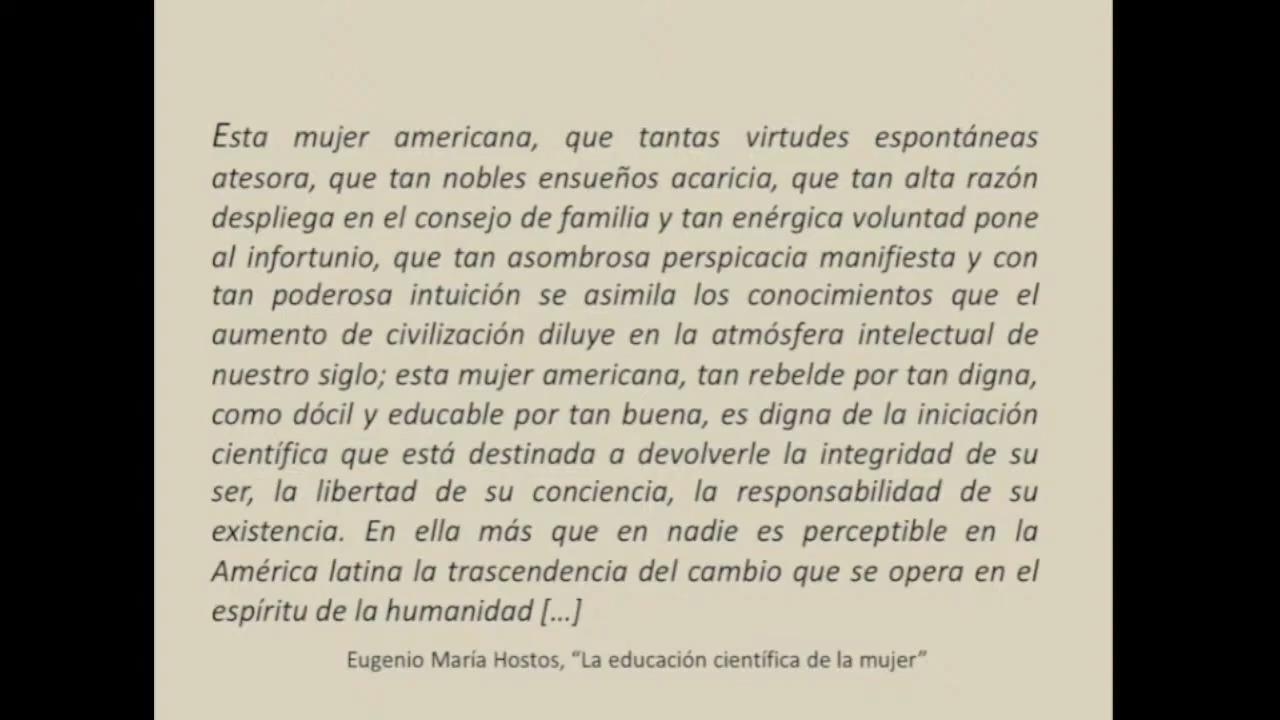 Esta mujer americana, que tantas virtudes espontáneas
atesora, que tan nobles ensueños acaricia, que tan alta razón
despliega en el consejo de familia y tan enérgica voluntad pone
al infortunio, que tan asombrosa perspicacia manifiesta y con
tan poderosa intuición se asimila los conocimientos que el
aumento de civilización diluye en la atmósfera intelectual de
nuestro siglo; esta mujer americana, tan rebelde por tan digna,
como dócil y educable por tan buena, es digna de la iniciación
científica que está destinada a devolverle la integridad de su
ser, la libertad de su conciencia, la responsabilidad de su
existencia. En ella más que en nadie es perceptible en la
América latina la trascendencia del cambio que se opera en el
espíritu de la humanidad [...]
Eugenio María Hostos, “La educación científica de la mujer”